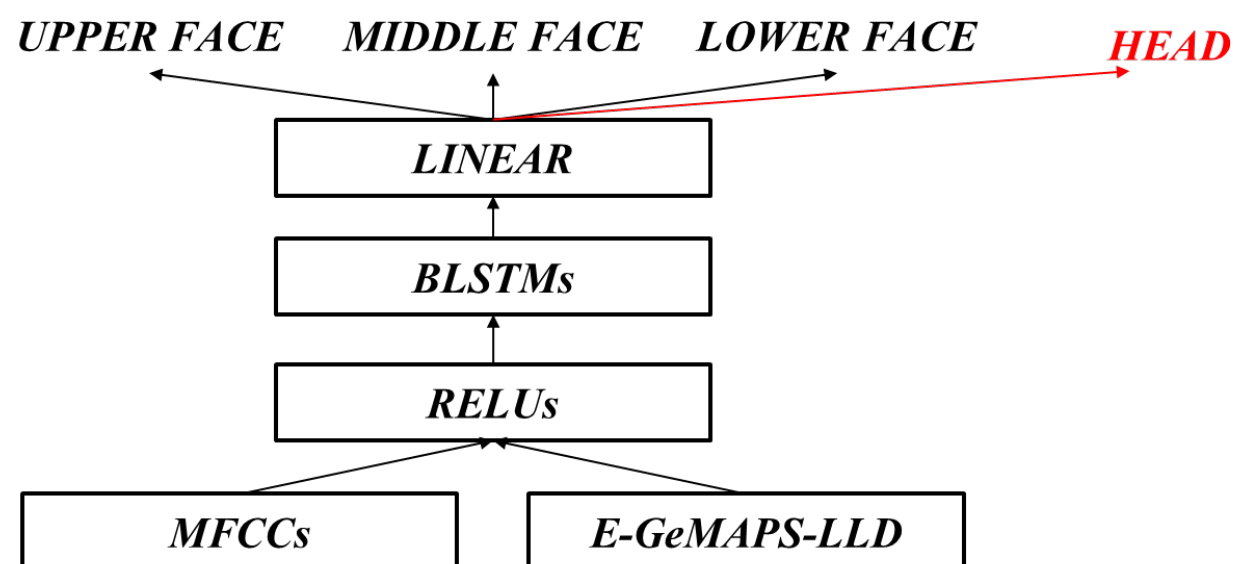 UPPER FACE MIDDLE FACE LOWER FACE HEAD
LINEAR
BLSTMs
RELUs
MFCCs E-GeMAPS-LLD